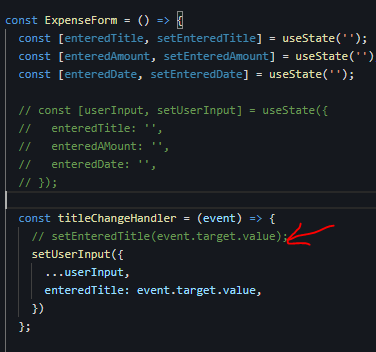 const ExpenseForm = () => {
const [enteredTitle, setEnteredTitle] = useState('');
const [enteredAmount, setEnteredAmount] = useState('')
const [enteredDate, setEnteredDate] = useState('');
// const [userInput, setUserInput] = useState({
//   enteredTitle: '',
//   enteredAMount: '',
//   enteredDate: '',
// });
const titleChangeHandler = (event) => {
// setEnteredTitle(event.target.value);
setUserInput({
...userInput,
enteredTitle: event.target.value,
})
};